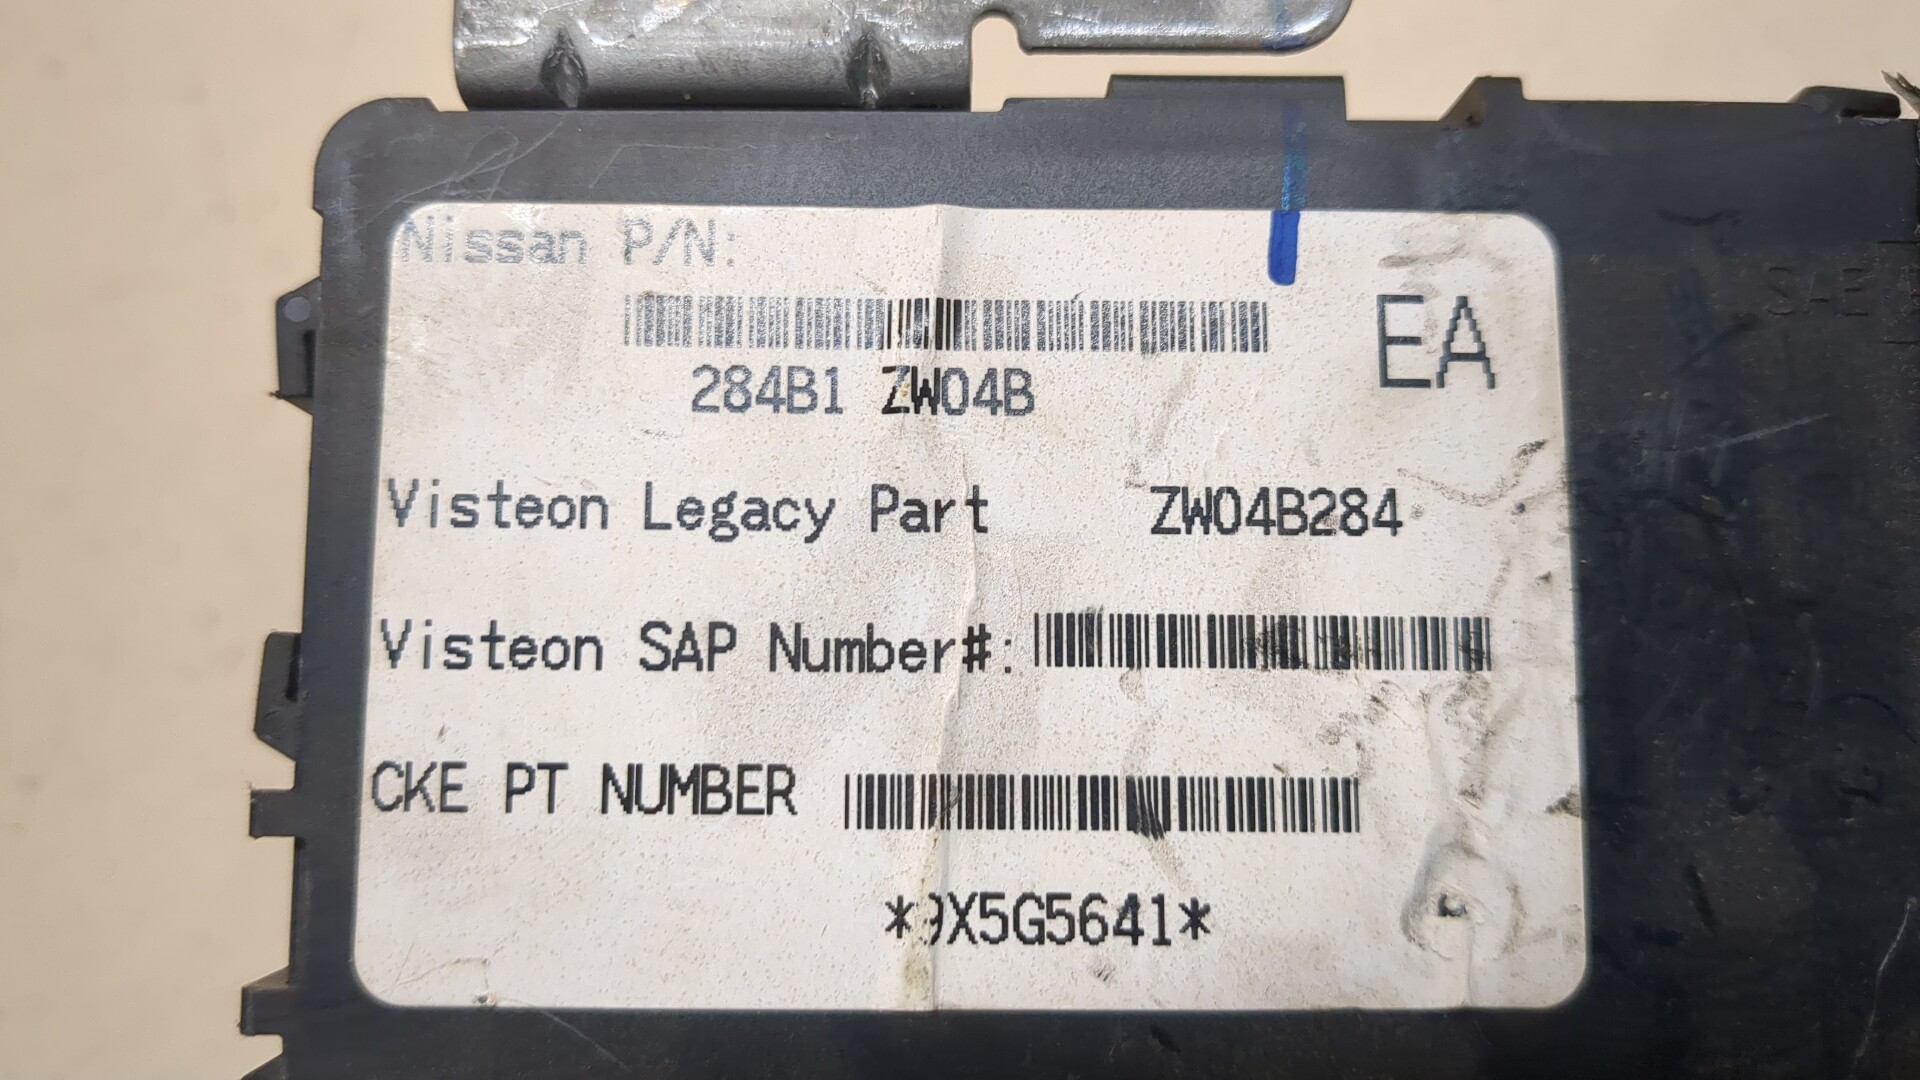 Nissan P/N:
EA
284B1 ZW04B
Visteon Legacy Part ZW04B284
Visteon SAP Number#:
CKE PT NUMBER
*9X5G5641*